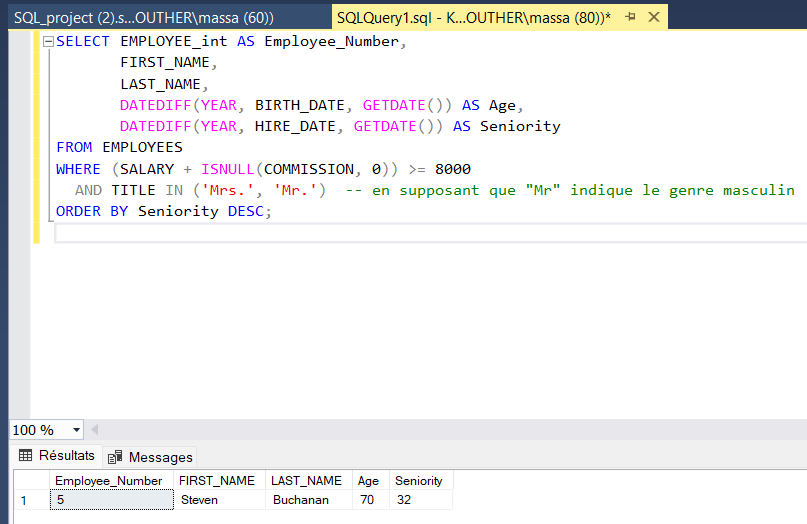 SQL_project (2).s...OUTHER\massa (60))
SQLQuery1.sql - K...OUTHER\massa (80))*
SELECT EMPLOYEE_int AS Employee_Number,
FIRST_NAME,
LAST_NAME,
DATEDIFF(YEAR, BIRTH_DATE, GETDATE()) AS Age,
DATEDIFF(YEAR, HIRE_DATE, GETDATE()) AS Seniority
FROM EMPLOYEES
WHERE (SALARY + ISNULL(COMMISSION, 0)) >= 8000
AND TITLE IN ('Mrs.', 'Mr.') -- en supposant que "Mr" indique le genre masculin
ORDER BY Seniority DESC;
100 %
Résultats Messages
Employee_Number FIRST_NAME LAST_NAME Age Seniority
1 5 Steven Buchanan 70 32